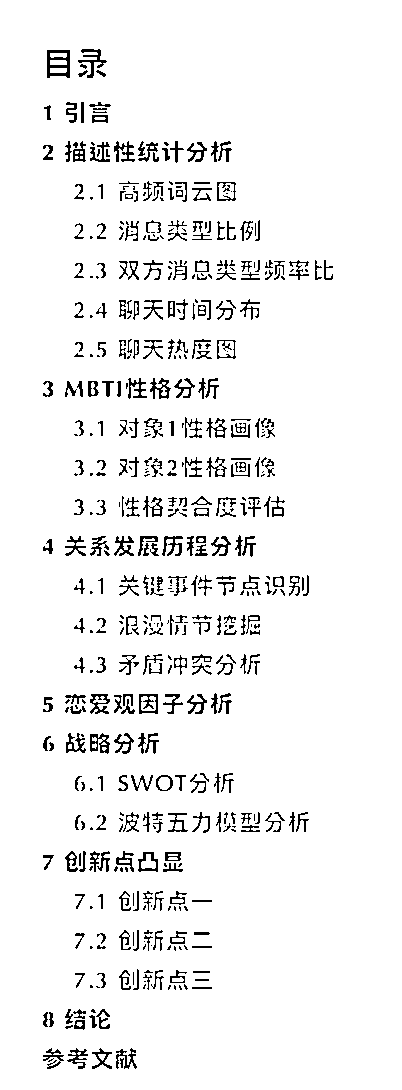 目录
1 引言
2 描述性统计分析
2.1 高频词云图
2.2 消息类型比例
2.3 双方消息类型频率比
2.4 聊天时间分布
2.5 聊天热度图
3 MBTI性格分析
3.1 对象1性格画像
3.2 对象2性格画像
3.3 性格契合度评估
4 关系发展历程分析
4.1 关键事件节点识别
4.2 浪漫情节挖掘
4.3 矛盾冲突分析
5 恋爱观因子分析
6 战略分析
6.1 SWOT分析
6.2 波特五力模型分析
7 创新点凸显
7.1 创新点一
7.2 创新点二
7.3 创新点三
8 结论
参考文献